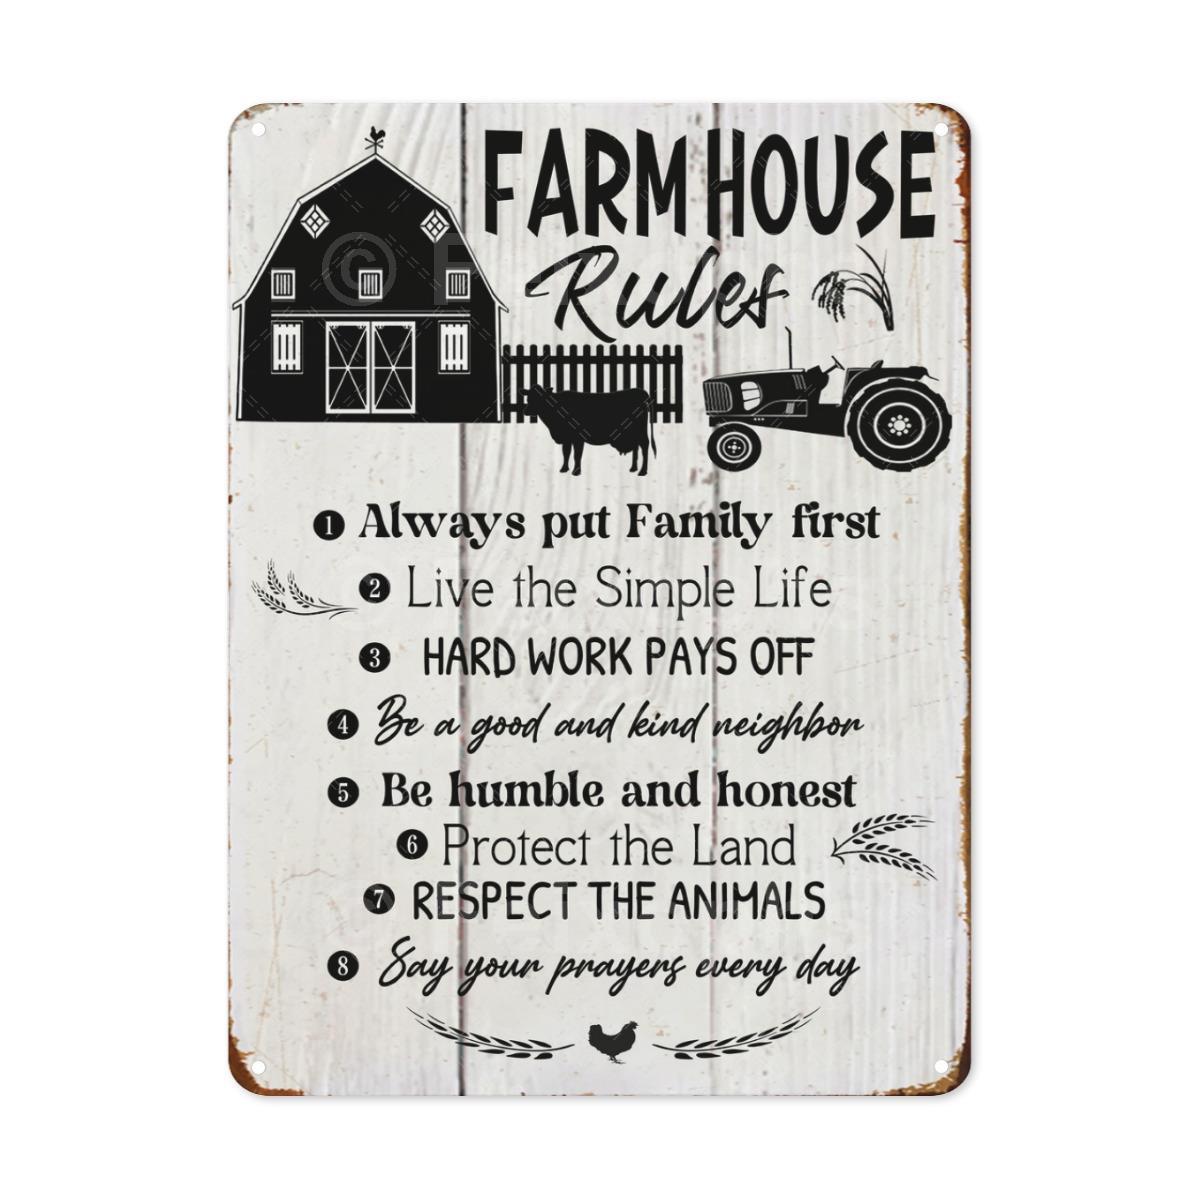 FARM HOUSE
Rules
1 Always put Family first
2 Live the Simple Life
3 HARD WORK PAYS OFF
4 Be a good and kind neighbor
5 Be humble and honest
6 Protect the Land
7 RESPECT THE ANIMALS
8 Say your prayers every day